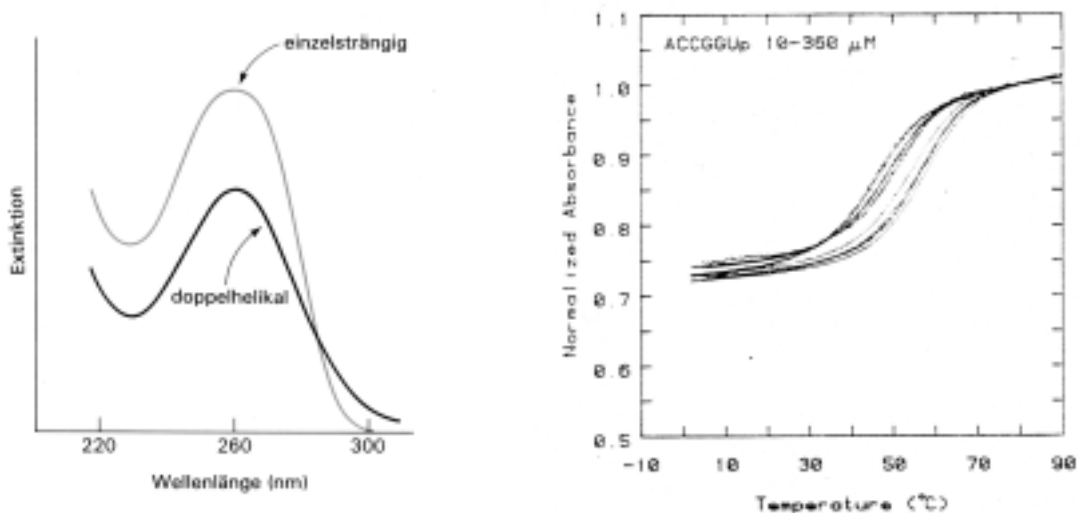 einzelsträngig
doppelhelikal
Extinktion
220 260 300
Wellenlänge (nm)
ACCGGUp 10-350 μM
Normalized Absorbance
1.1
1.0
0.9
0.8
0.7
0.6
0.5
-10 10 30 50 70 90
Temperature (°C)